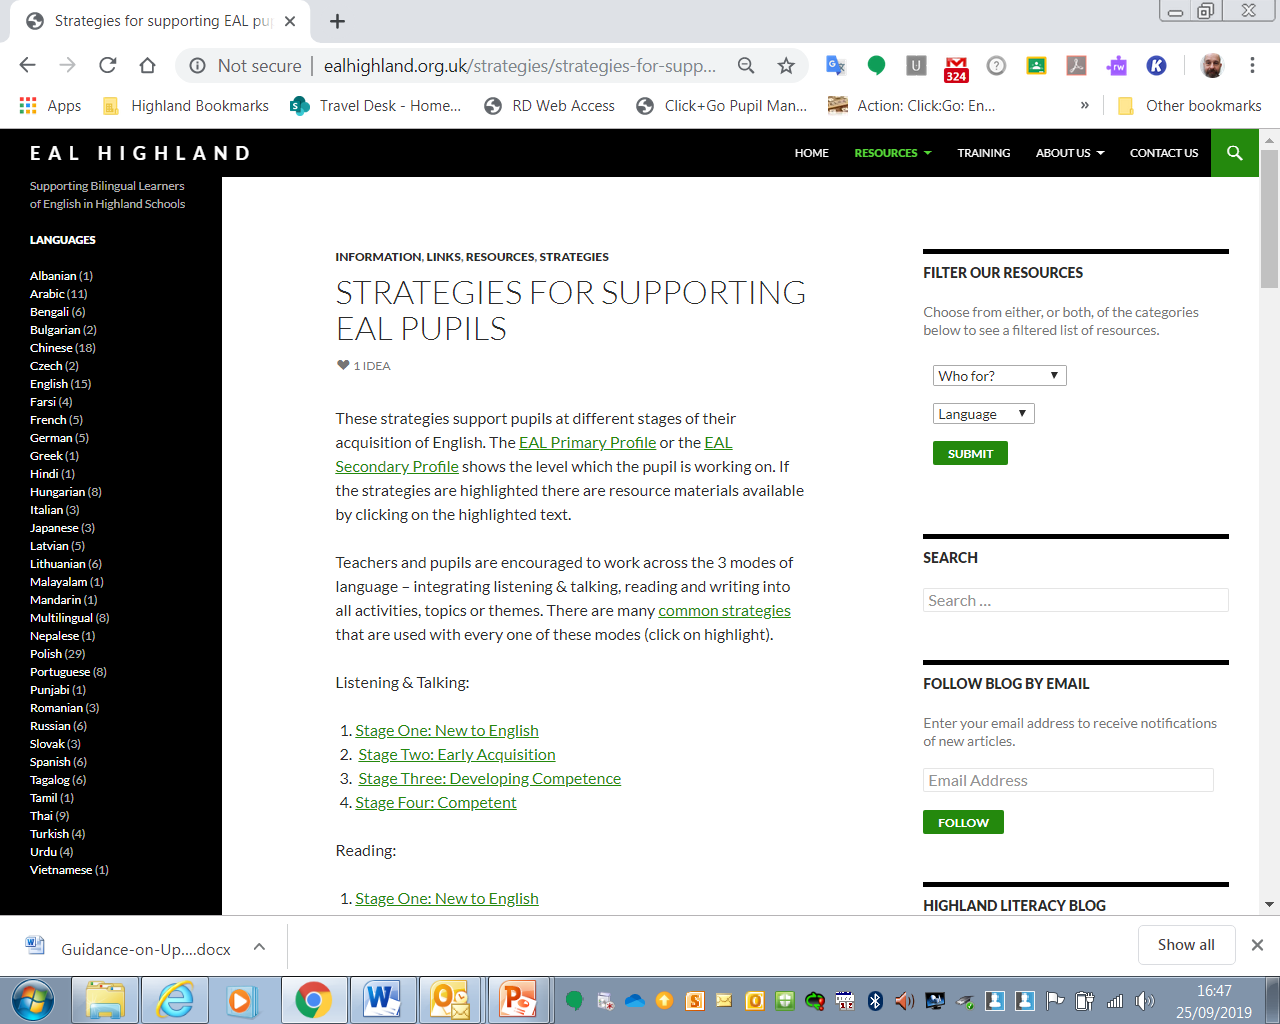 Strategies for supporting EAL pup
Not secure | ealhighland.org.uk/strategies/strategies-for-supp...
324
Apps
Highland Bookmarks
Travel Desk - Home...
RD Web Access
Click+Go Pupil Man...
Action: Click:Go: En...
»
Other bookmarks
EAL HIGHLAND
HOME
RESOURCES
TRAINING
ABOUT US
CONTACT US
Supporting Bilingual Learners
of English in Highland Schools
LANGUAGES
Albanian (1)
Arabic (11)
Bengali (6)
Bulgarian (2)
Chinese (18)
Czech (2)
English (15)
Farsi (4)
French (5)
German (5)
Greek (1)
Hindi (1)
Hungarian (8)
Italian (3)
Japanese (3)
Latvian (5)
Lithuanian (6)
Malayalam (1)
Mandarin (1)
Multilingual (8)
Nepalese (1)
Polish (29)
Portuguese (8)
Punjabi (1)
Romanian (3)
Russian (6)
Slovak (3)
Spanish (6)
Tagalog (6)
Tamil (1)
Thai (9)
Turkish (4)
Urdu (4)
Vietnamese (1)
INFORMATION, LINKS, RESOURCES, STRATEGIES
STRATEGIES FOR SUPPORTING
EAL PUPILS
1 IDEA
These strategies support pupils at different stages of their
acquisition of English. The EAL Primary Profile or the EAL
Secondary Profile shows the level which the pupil is working on. If
the strategies are highlighted there are resource materials available
by clicking on the highlighted text.
Teachers and pupils are encouraged to work across the 3 modes of
language – integrating listening & talking, reading and writing into
all activities, topics or themes. There are many common strategies
that are used with every one of these modes (click on highlight).
Listening & Talking:
1. Stage One: New to English
2. Stage Two: Early Acquisition
3. Stage Three: Developing Competence
4. Stage Four: Competent
Reading:
1. Stage One: New to English
FILTER OUR RESOURCES
Choose from either, or both, of the categories
below to see a filtered list of resources.
Who for?
Language
SUBMIT
SEARCH
Search ...
FOLLOW BLOG BY EMAIL
Enter your email address to receive notifications
of new articles.
Email Address
FOLLOW
HIGHLAND LITERACY BLOG
Guidance-on-Up....docx
Show all
16:47
25/09/2019